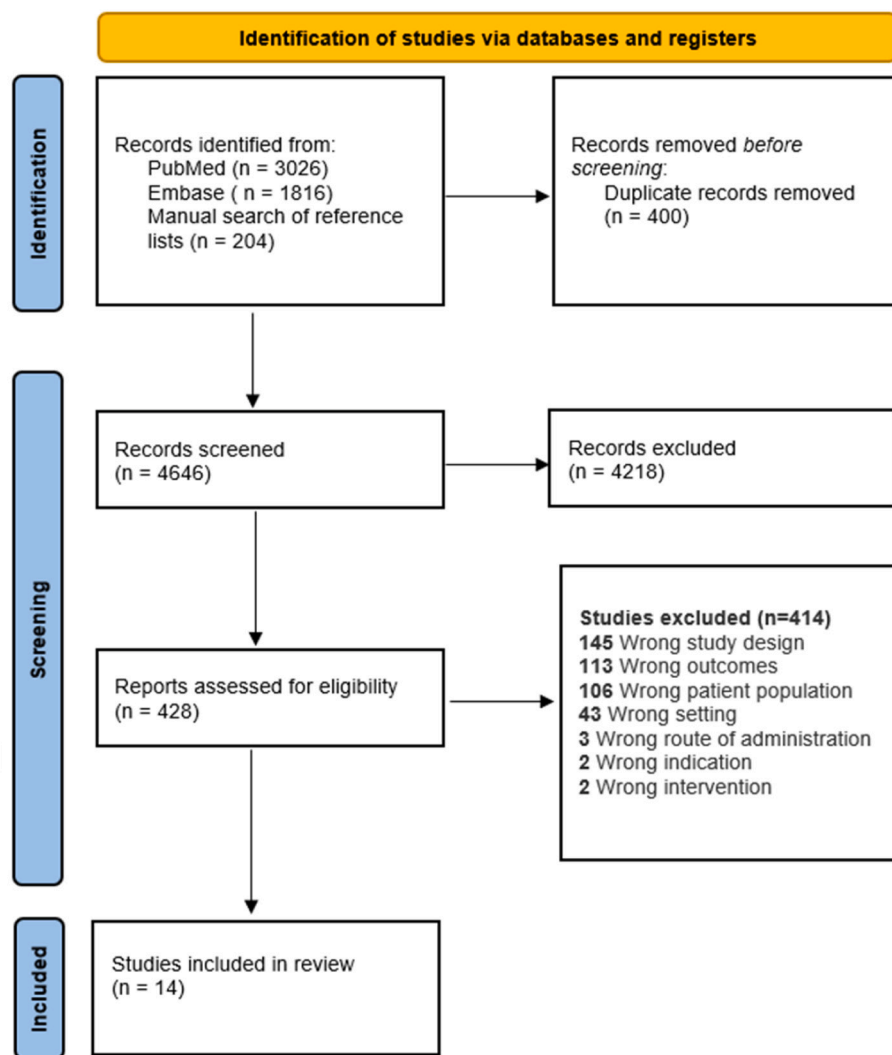 Identification of studies via databases and registers
Identification
Records identified from:
PubMed (n = 3026)
Embase ( n = 1816)
Manual search of reference
lists (n = 204)
Records removed before
screening:
Duplicate records removed
(n = 400)
Screening
Records screened
(n = 4646)
Records excluded
(n = 4218)
Reports assessed for eligibility
(n = 428)
Studies excluded (n=414)
145 Wrong study design
113 Wrong outcomes
106 Wrong patient population
43 Wrong setting
3 Wrong route of administration
2 Wrong indication
2 Wrong intervention
Included
Studies included in review
(n = 14)